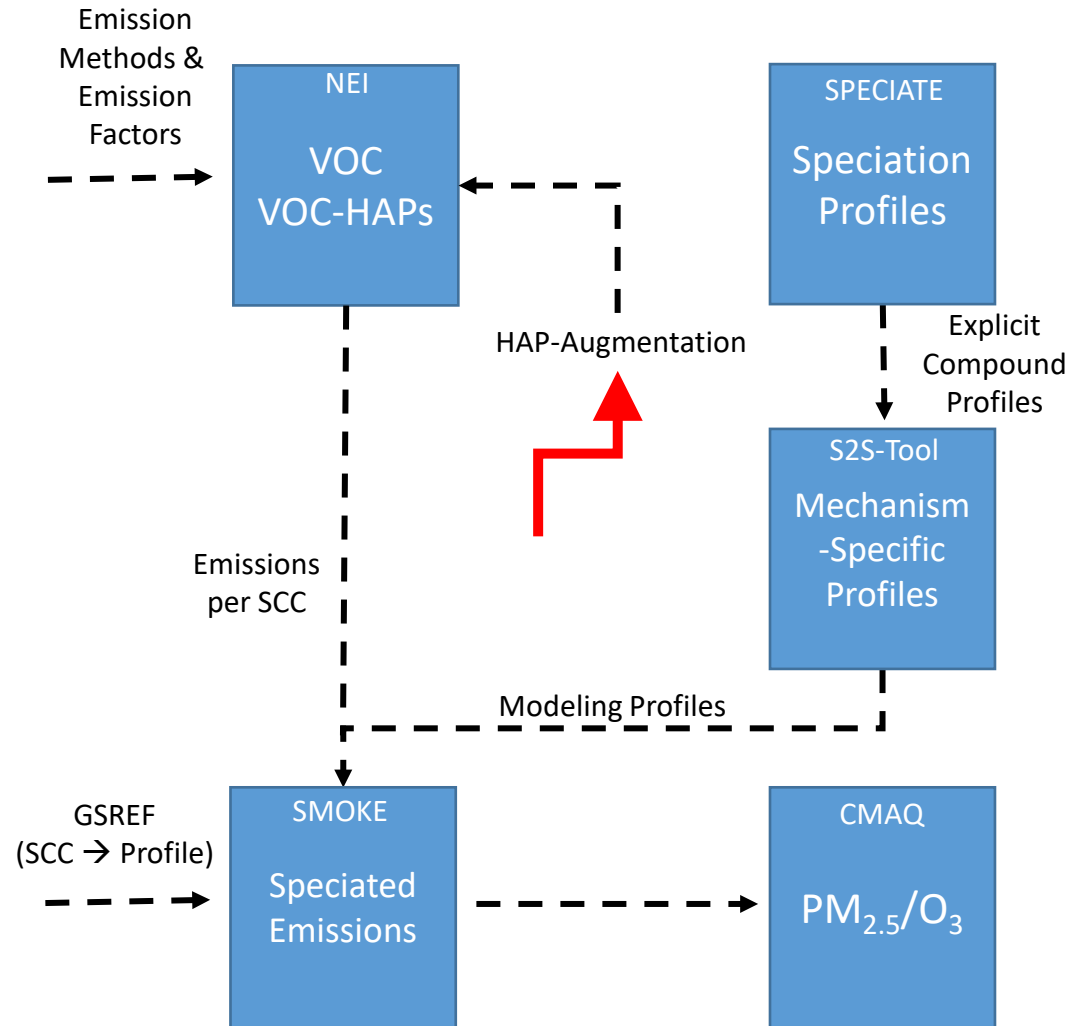 Emission
Methods &
Emission
Factors
NEI
VOC
VOC-HAPs
SPECIATE
Speciation
Profiles
HAP-Augmentation
Explicit
Compound
Profiles
S2S-Tool
Mechanism
-Specific
Profiles
Emissions
per SCC
Modeling Profiles
GSREF
(SCC → Profile)
SMOKE
Speciated
Emissions
CMAQ
PM₂.₅/O₃